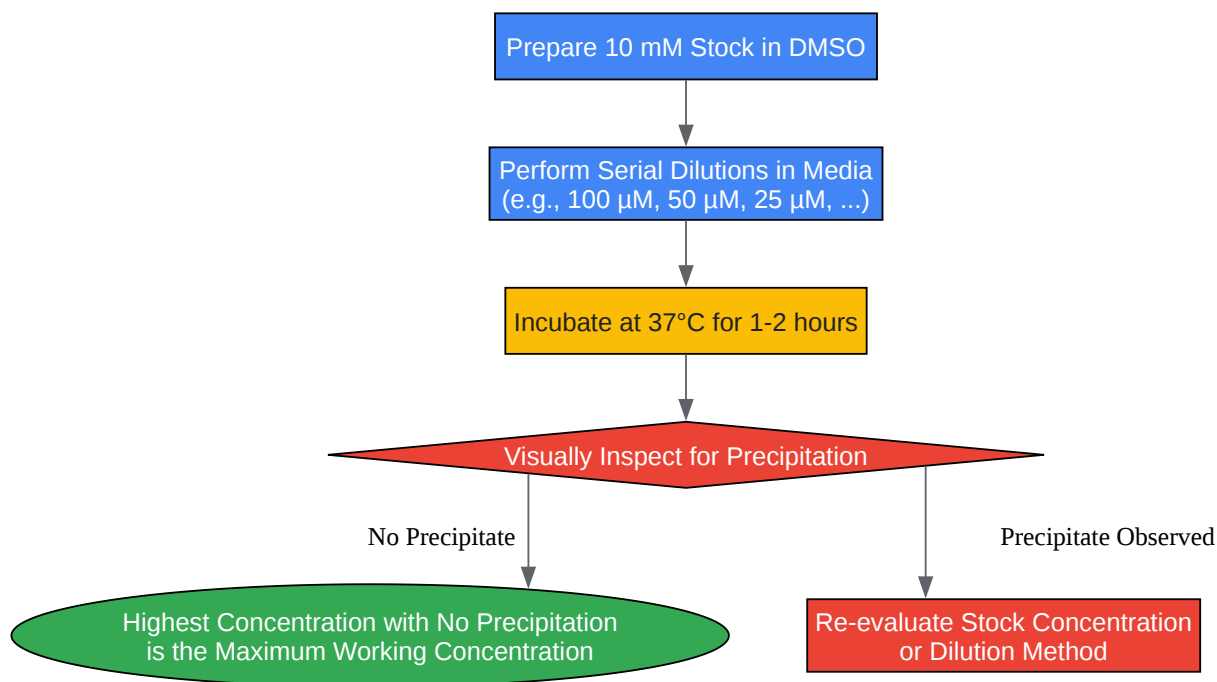 Prepare 10 mM Stock in DMSO
Perform Serial Dilutions in Media
(e.g., 100 µM, 50 µM, 25 µM, ...)
Incubate at 37°C for 1-2 hours
Visually Inspect for Precipitation
No Precipitate
Precipitate Observed
Highest Concentration with No Precipitation
is the Maximum Working Concentration
Re-evaluate Stock Concentration
or Dilution Method